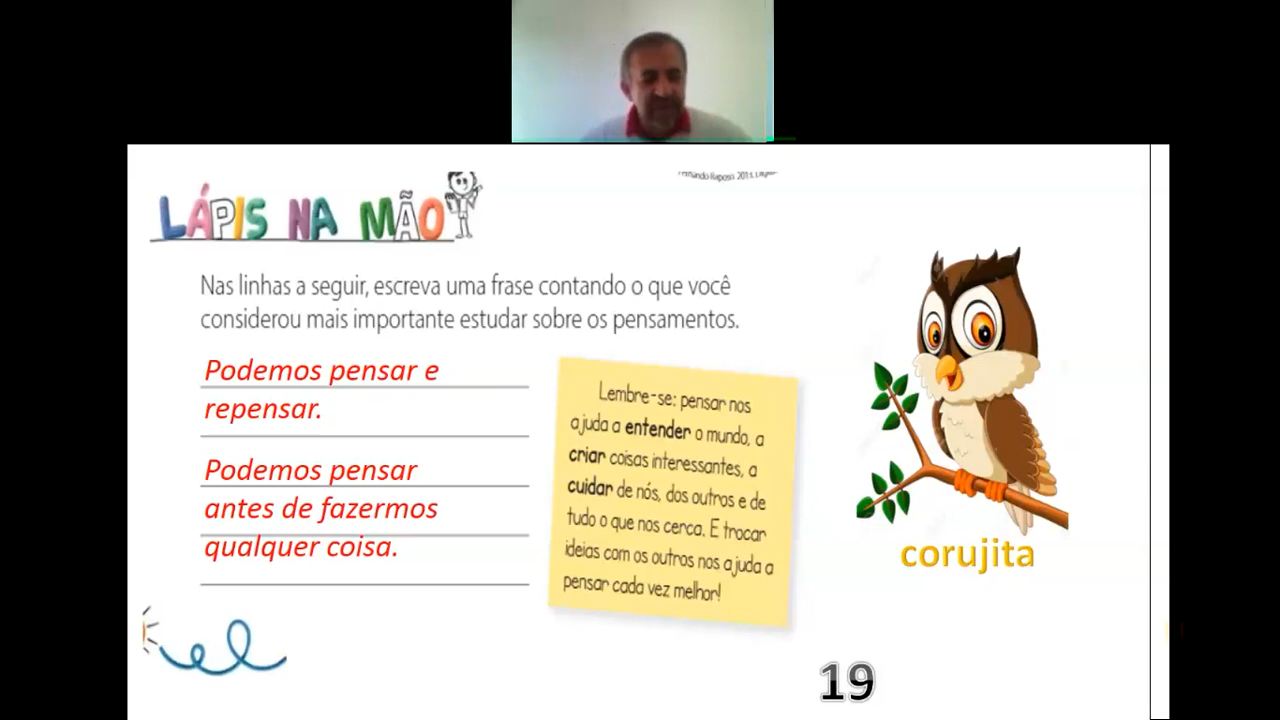 LÁPIS NA MÃO
Nas linhas a seguir, escreva uma frase contando o que você
considerou mais importante estudar sobre os pensamentos.
Podemos pensar e
repensar.
Podemos pensar
antes de fazermos
qualquer coisa.
Lembre-se: pensar nos
ajuda a entender o mundo, a
criar coisas interessantes, a
cuidar de nós, dos outros e de
tudo o que nos cerca. E trocar
ideias com os outros nos ajuda a
pensar cada vez melhor!
corujita
19